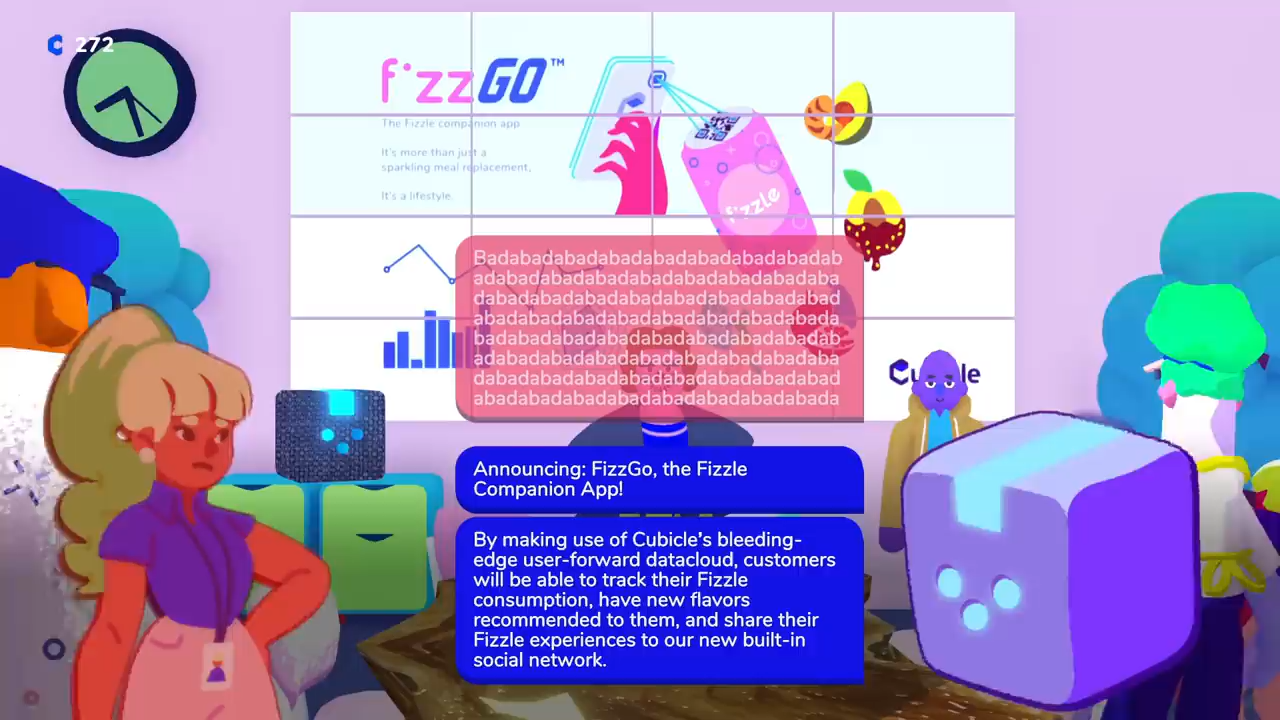 272
fizzGO™
The Fizzle companion app
It's more than just a
sparkling meal replacement,
It's a lifestyle.
fizzle
Badabadabadabadabadabadabadabadab
adabadabadabadabadabadabadabadaba
dabadabadabadabadabadabadabadabad
abadabadabadabadabadabadabadabada
badabadabadabadabadabadabadabadab
adabadabadabadabadabadabadabadaba
dabadabadabadabadabadabadabadabad
abadabadabadabadabadabadabadabada
Announcing: FizzGo, the Fizzle
Companion App!
By making use of Cubicle's bleeding-
edge user-forward datacloud, customers
will be able to track their Fizzle
consumption, have new flavors
recommended to them, and share their
Fizzle experiences to our new built-in
social network.